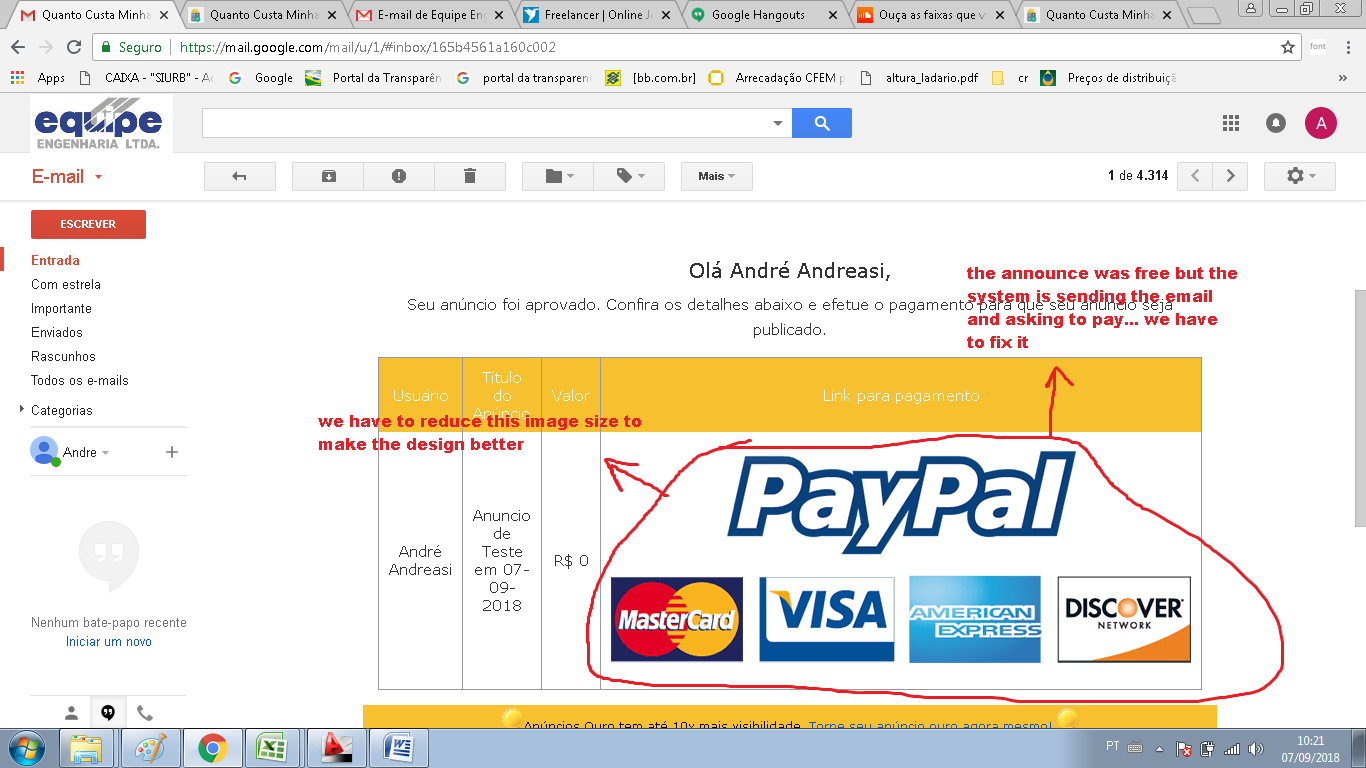 Quanto Custa Minha
Quanto Custa Minha
E-mail de Equipe Eng
Freelancer | Online J
Google Hangouts
Ouça as faixas que v
Quanto Custa Minha
Seguro | https://mail.google.com/mail/u/1/#inbox/165b4561a160c002
font
Apps
CAIXA - "SIURB" - Ac
Google
Portal da Transparên
portal da transparenc
[bb.com.br]
Arrecadação CFEM p
altura_ladario.pdf
cr
Preços de distribuiçã
equipe
ENGENHARIA LTDA.
A
E-mail
Mais
1 de 4.314
ESCREVER
Entrada
Com estrela
Importante
Enviados
Rascunhos
Todos os e-mails
Categorias
Andre
Nenhum bate-papo recente
Iniciar um novo
Olá André Andreasi,
Seu anúncio foi aprovado. Confira os detalhes abaixo e efetue o pagamento para que seu anúncio seja
publicado.
the announce was free but the
system is sending the email
and asking to pay... we have
to fix it
Usuário
Título
do
Anúncio
Valor
Link para pagamento
we have to reduce this image size to
make the design better
André
Andreasi
Anuncio
de
Teste
em 07-
09-
2018
R$ 0
PayPal
MasterCard
VISA
AMERICAN
EXPRESS
DISCOVER
NETWORK
Anúncios Ouro tem até 10x mais visibilidade. Torne seu anúncio ouro agora mesmo!
PT
10:21
07/09/2018